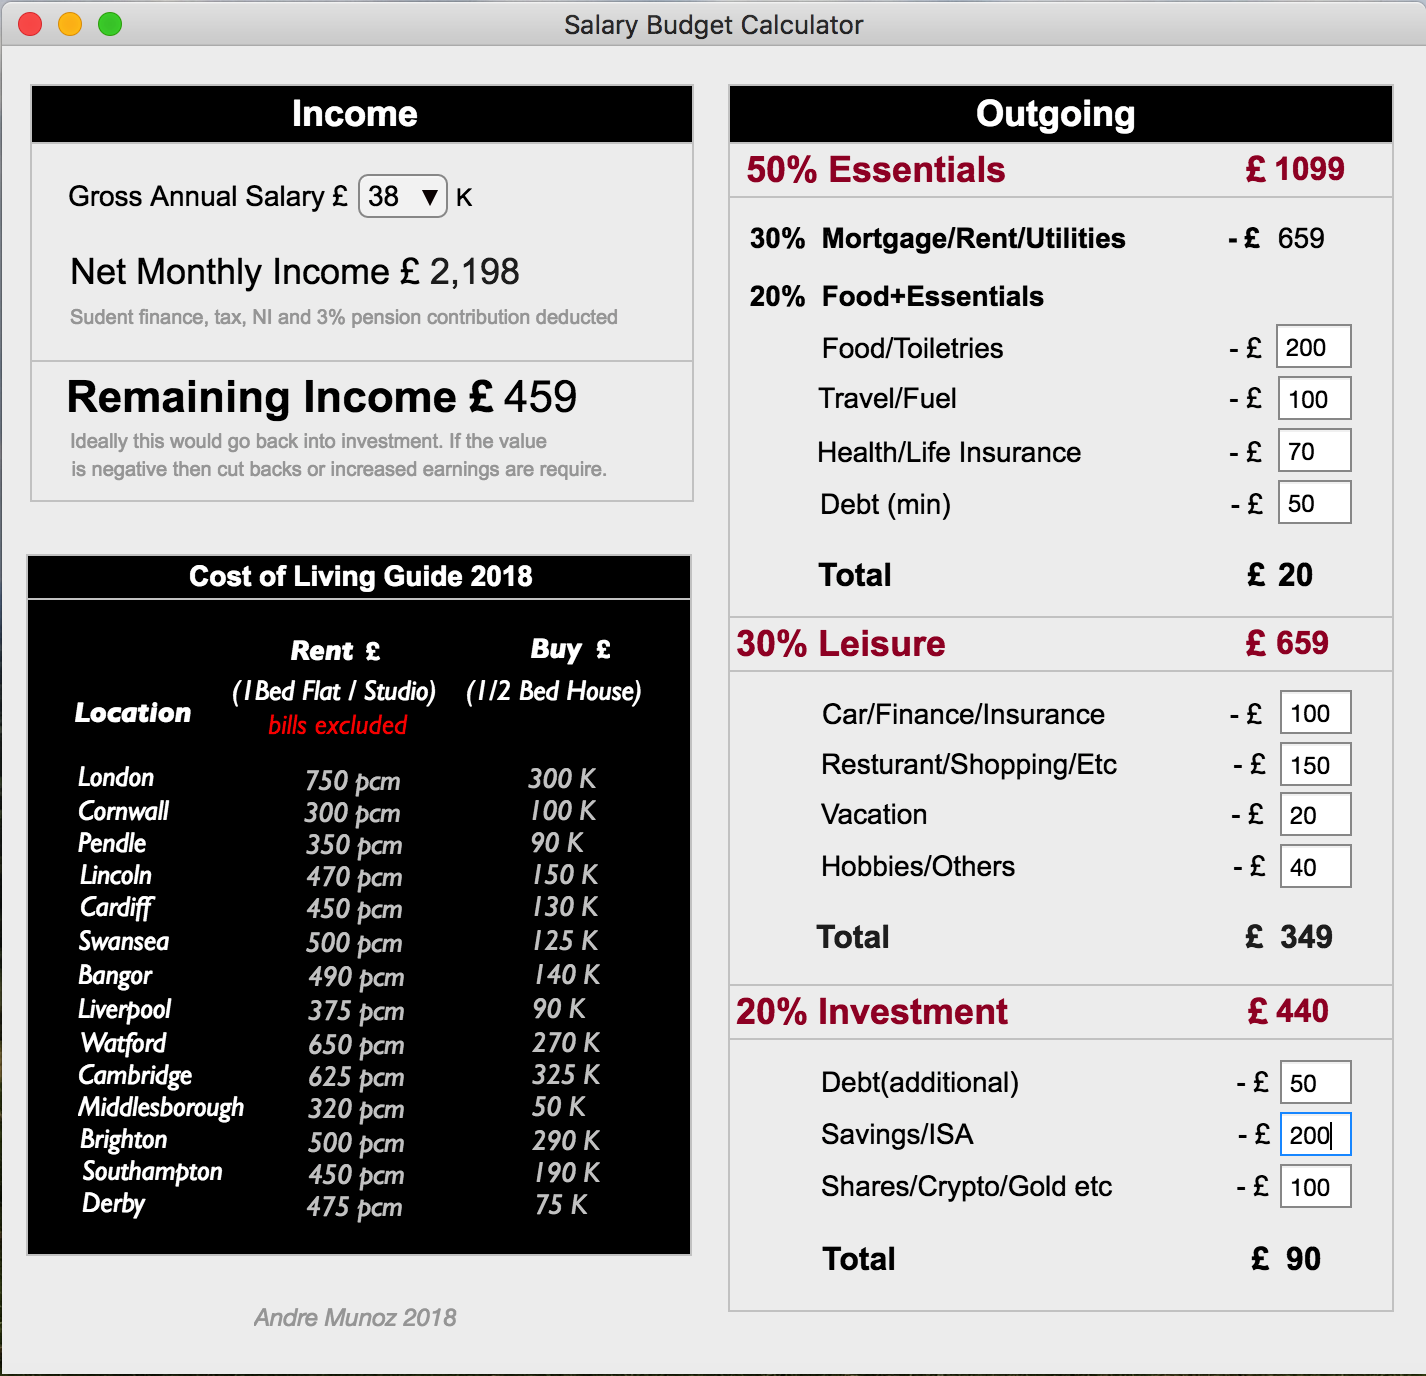 Salary Budget Calculator
Income
Gross Annual Salary £ 38 ▼ K
Net Monthly Income £ 2,198
Sudent finance, tax, NI and 3% pension contribution deducted
Remaining Income £ 459
Ideally this would go back into investment. If the value
is negative then cut backs or increased earnings are require.
Cost of Living Guide 2018
Rent £ Buy £
(1Bed Flat / Studio) (1/2 Bed House)
Location
bills excluded
London 750 pcm 300 K
Cornwall 300 pcm 100 K
Pendle 350 pcm 90 K
Lincoln 470 pcm 150 K
Cardiff 450 pcm 130 K
Swansea 500 pcm 125 K
Bangor 490 pcm 140 K
Liverpool 375 pcm 90 K
Watford 650 pcm 270 K
Cambridge 625 pcm 325 K
Middlesborough 320 pcm 50 K
Brighton 500 pcm 290 K
Southampton 450 pcm 190 K
Derby 475 pcm 75 K
Andre Munoz 2018
Outgoing
50% Essentials £ 1099
30% Mortgage/Rent/Utilities - £ 659
20% Food+Essentials
Food/Toiletries - £ 200
Travel/Fuel - £ 100
Health/Life Insurance - £ 70
Debt (min) - £ 50
Total £ 20
30% Leisure £ 659
Car/Finance/Insurance - £ 100
Resturant/Shopping/Etc - £ 150
Vacation - £ 20
Hobbies/Others - £ 40
Total £ 349
20% Investment £ 440
Debt(additional) - £ 50
Savings/ISA - £ 200
Shares/Crypto/Gold etc - £ 100
Total £ 90